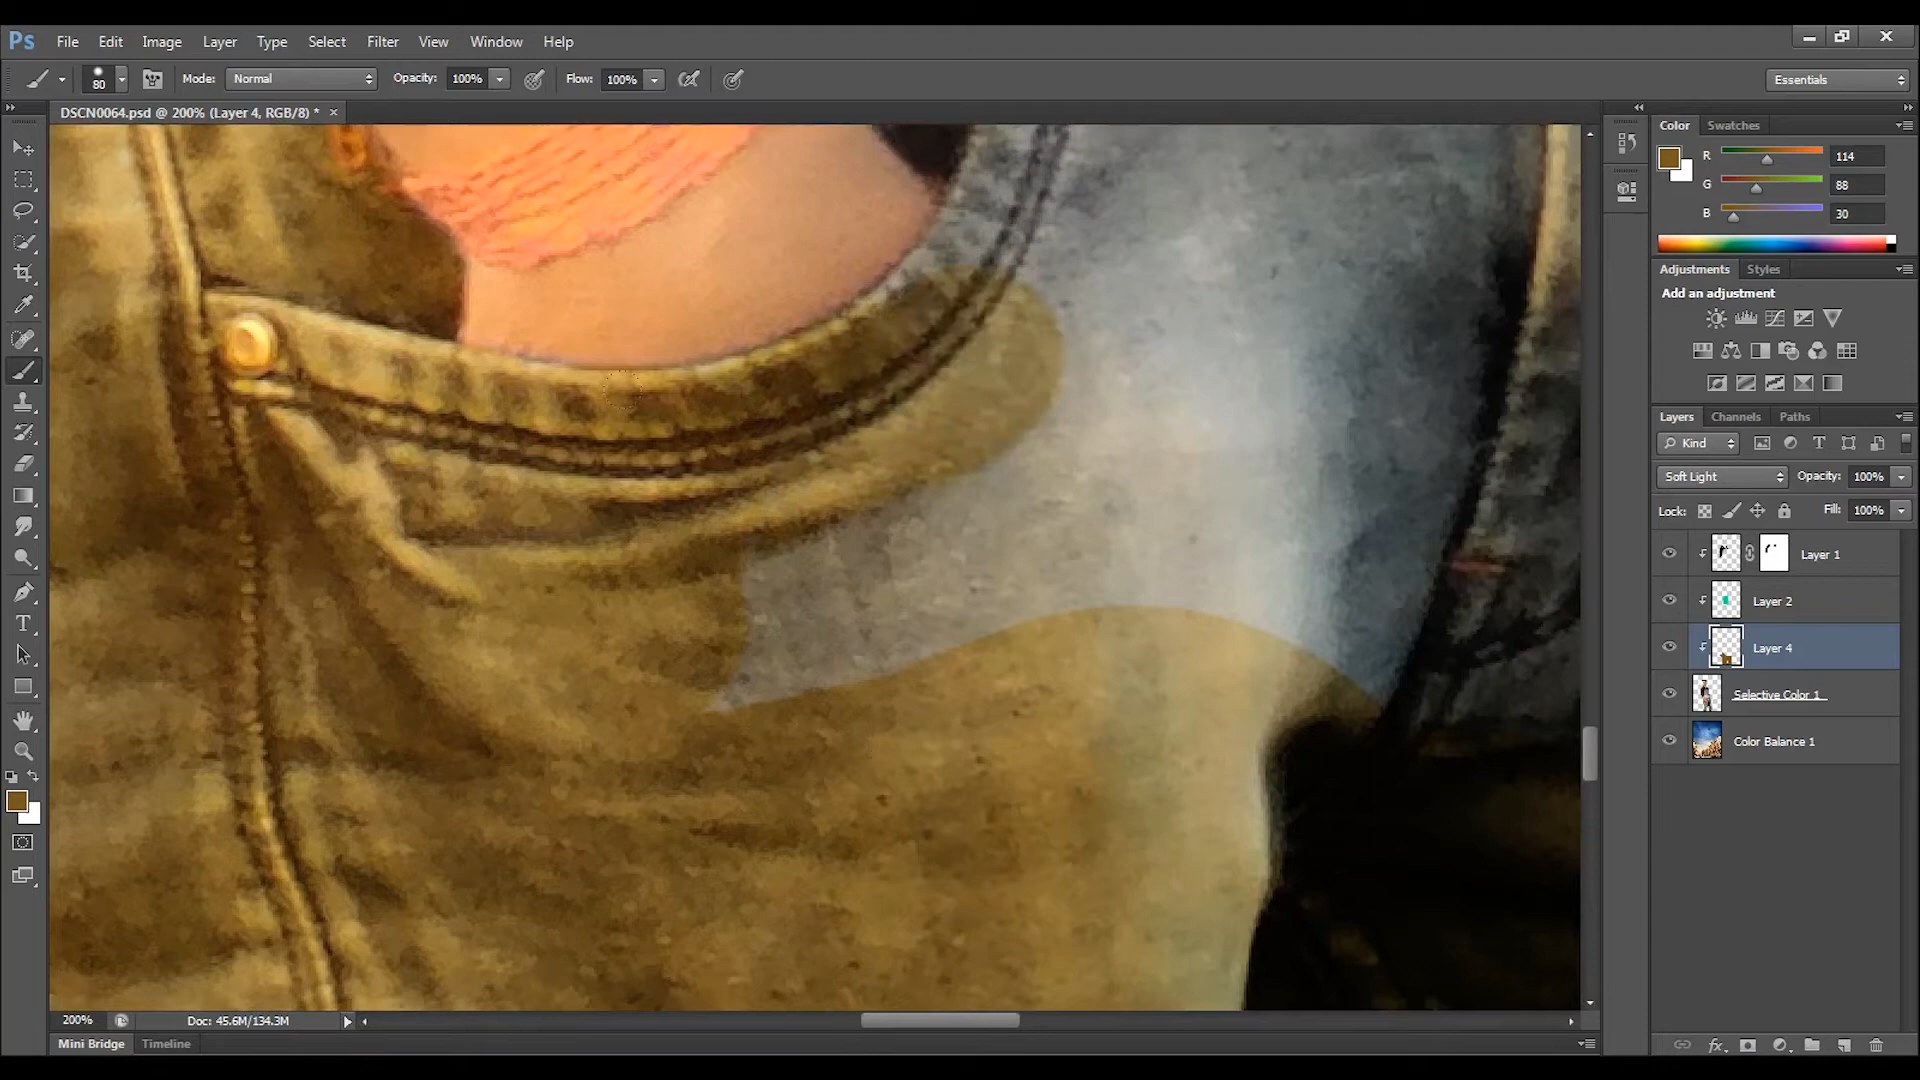 Ps File Edit Image Layer Type Select Filter View Window Help
80 Mode: Normal Opacity: 100% Flow: 100% Essentials
DSCN0064.psd @ 200% (Layer 4, RGB/8) * ×
Color Swatches
R 114
G 88
B 30
Adjustments Styles
Add an adjustment
Layers Channels Paths
Kind T
Soft Light Opacity: 100%
Lock: Fill: 100%
Layer 1
Layer 2
Layer 4
Selective Color 1
Color Balance 1
T
200% Doc: 45.6M/134.3M
fx
Mini Bridge Timeline